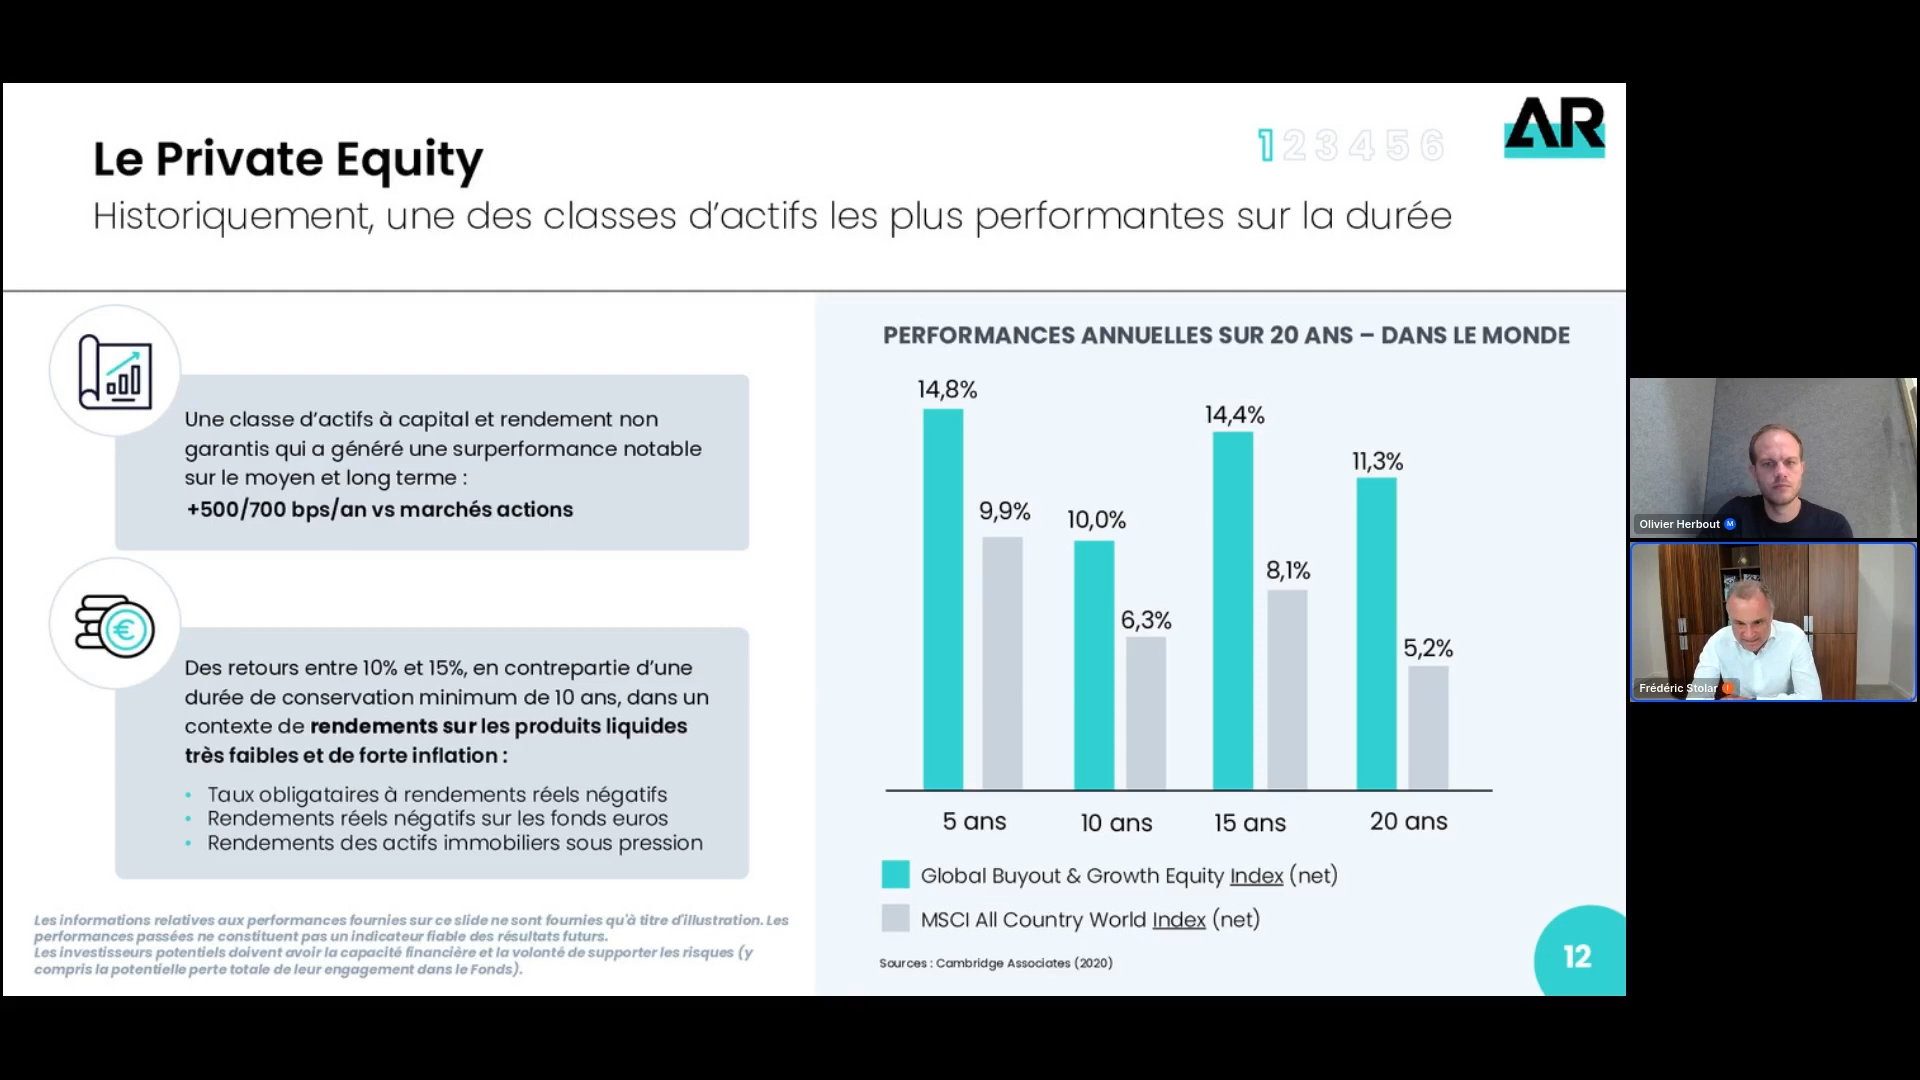 Le Private Equity
1 2 3 4 5 6
AR
Historiquement, une des classes d’actifs les plus performantes sur la durée
Une classe d’actifs à capital et rendement non
garantis qui a généré une surperformance notable
sur le moyen et long terme :
+500/700 bps/an vs marchés actions
€
Des retours entre 10% et 15%, en contrepartie d’une
durée de conservation minimum de 10 ans, dans un
contexte de rendements sur les produits liquides
très faibles et de forte inflation :
• Taux obligataires à rendements réels négatifs
• Rendements réels négatifs sur les fonds euros
• Rendements des actifs immobiliers sous pression
Les informations relatives aux performances fournies sur ce slide ne sont fournies qu'à titre d'illustration. Les
performances passées ne constituent pas un indicateur fiable des résultats futurs.
Les investisseurs potentiels doivent avoir la capacité financière et la volonté de supporter les risques (y
compris la potentielle perte totale de leur engagement dans le Fonds).
PERFORMANCES ANNUELLES SUR 20 ANS – DANS LE MONDE
14,8%
9,9%
10,0%
6,3%
14,4%
8,1%
11,3%
5,2%
5 ans
10 ans
15 ans
20 ans
Global Buyout & Growth Equity Index (net)
MSCI All Country World Index (net)
Sources : Cambridge Associates (2020)
12
Olivier Herbout M
Frédéric Stolar !